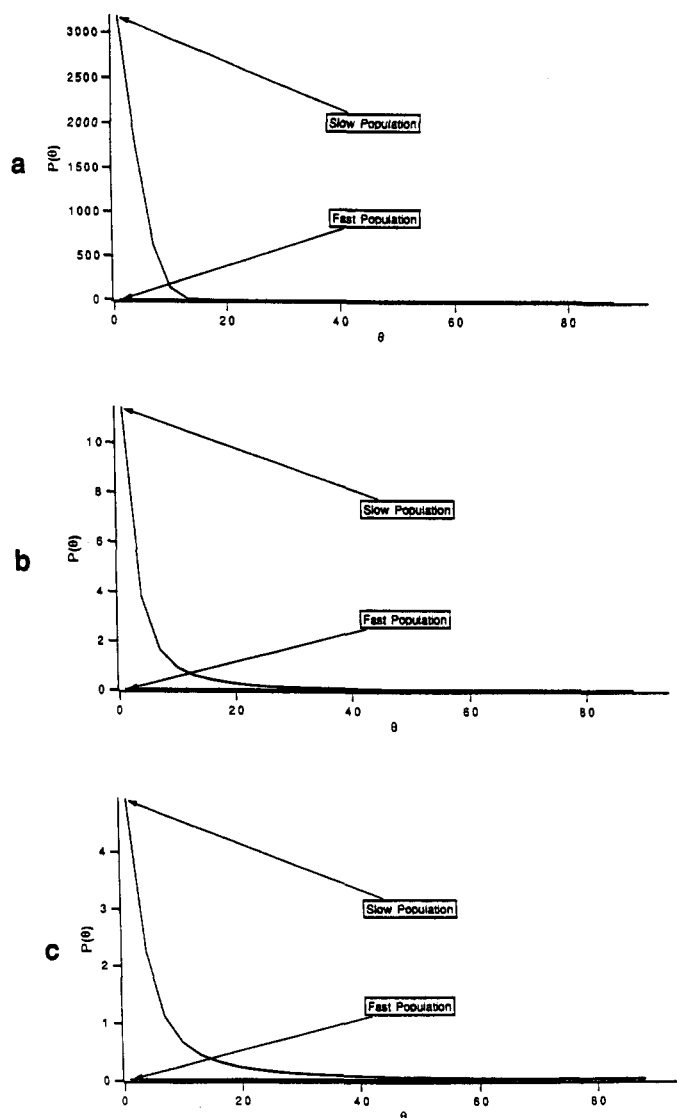 a
P(θ)
3000
2500
2000
1500
1000
500
0
Slow Population
Fast Population
0 20 40 60 80
θ
b
P(θ)
10
8
6
4
2
0
Slow Population
Fast Population
0 20 40 60 80
θ
c
P(θ)
4
3
2
1
0
Slow Population
Fast Population
0 20 40 60 80
θ